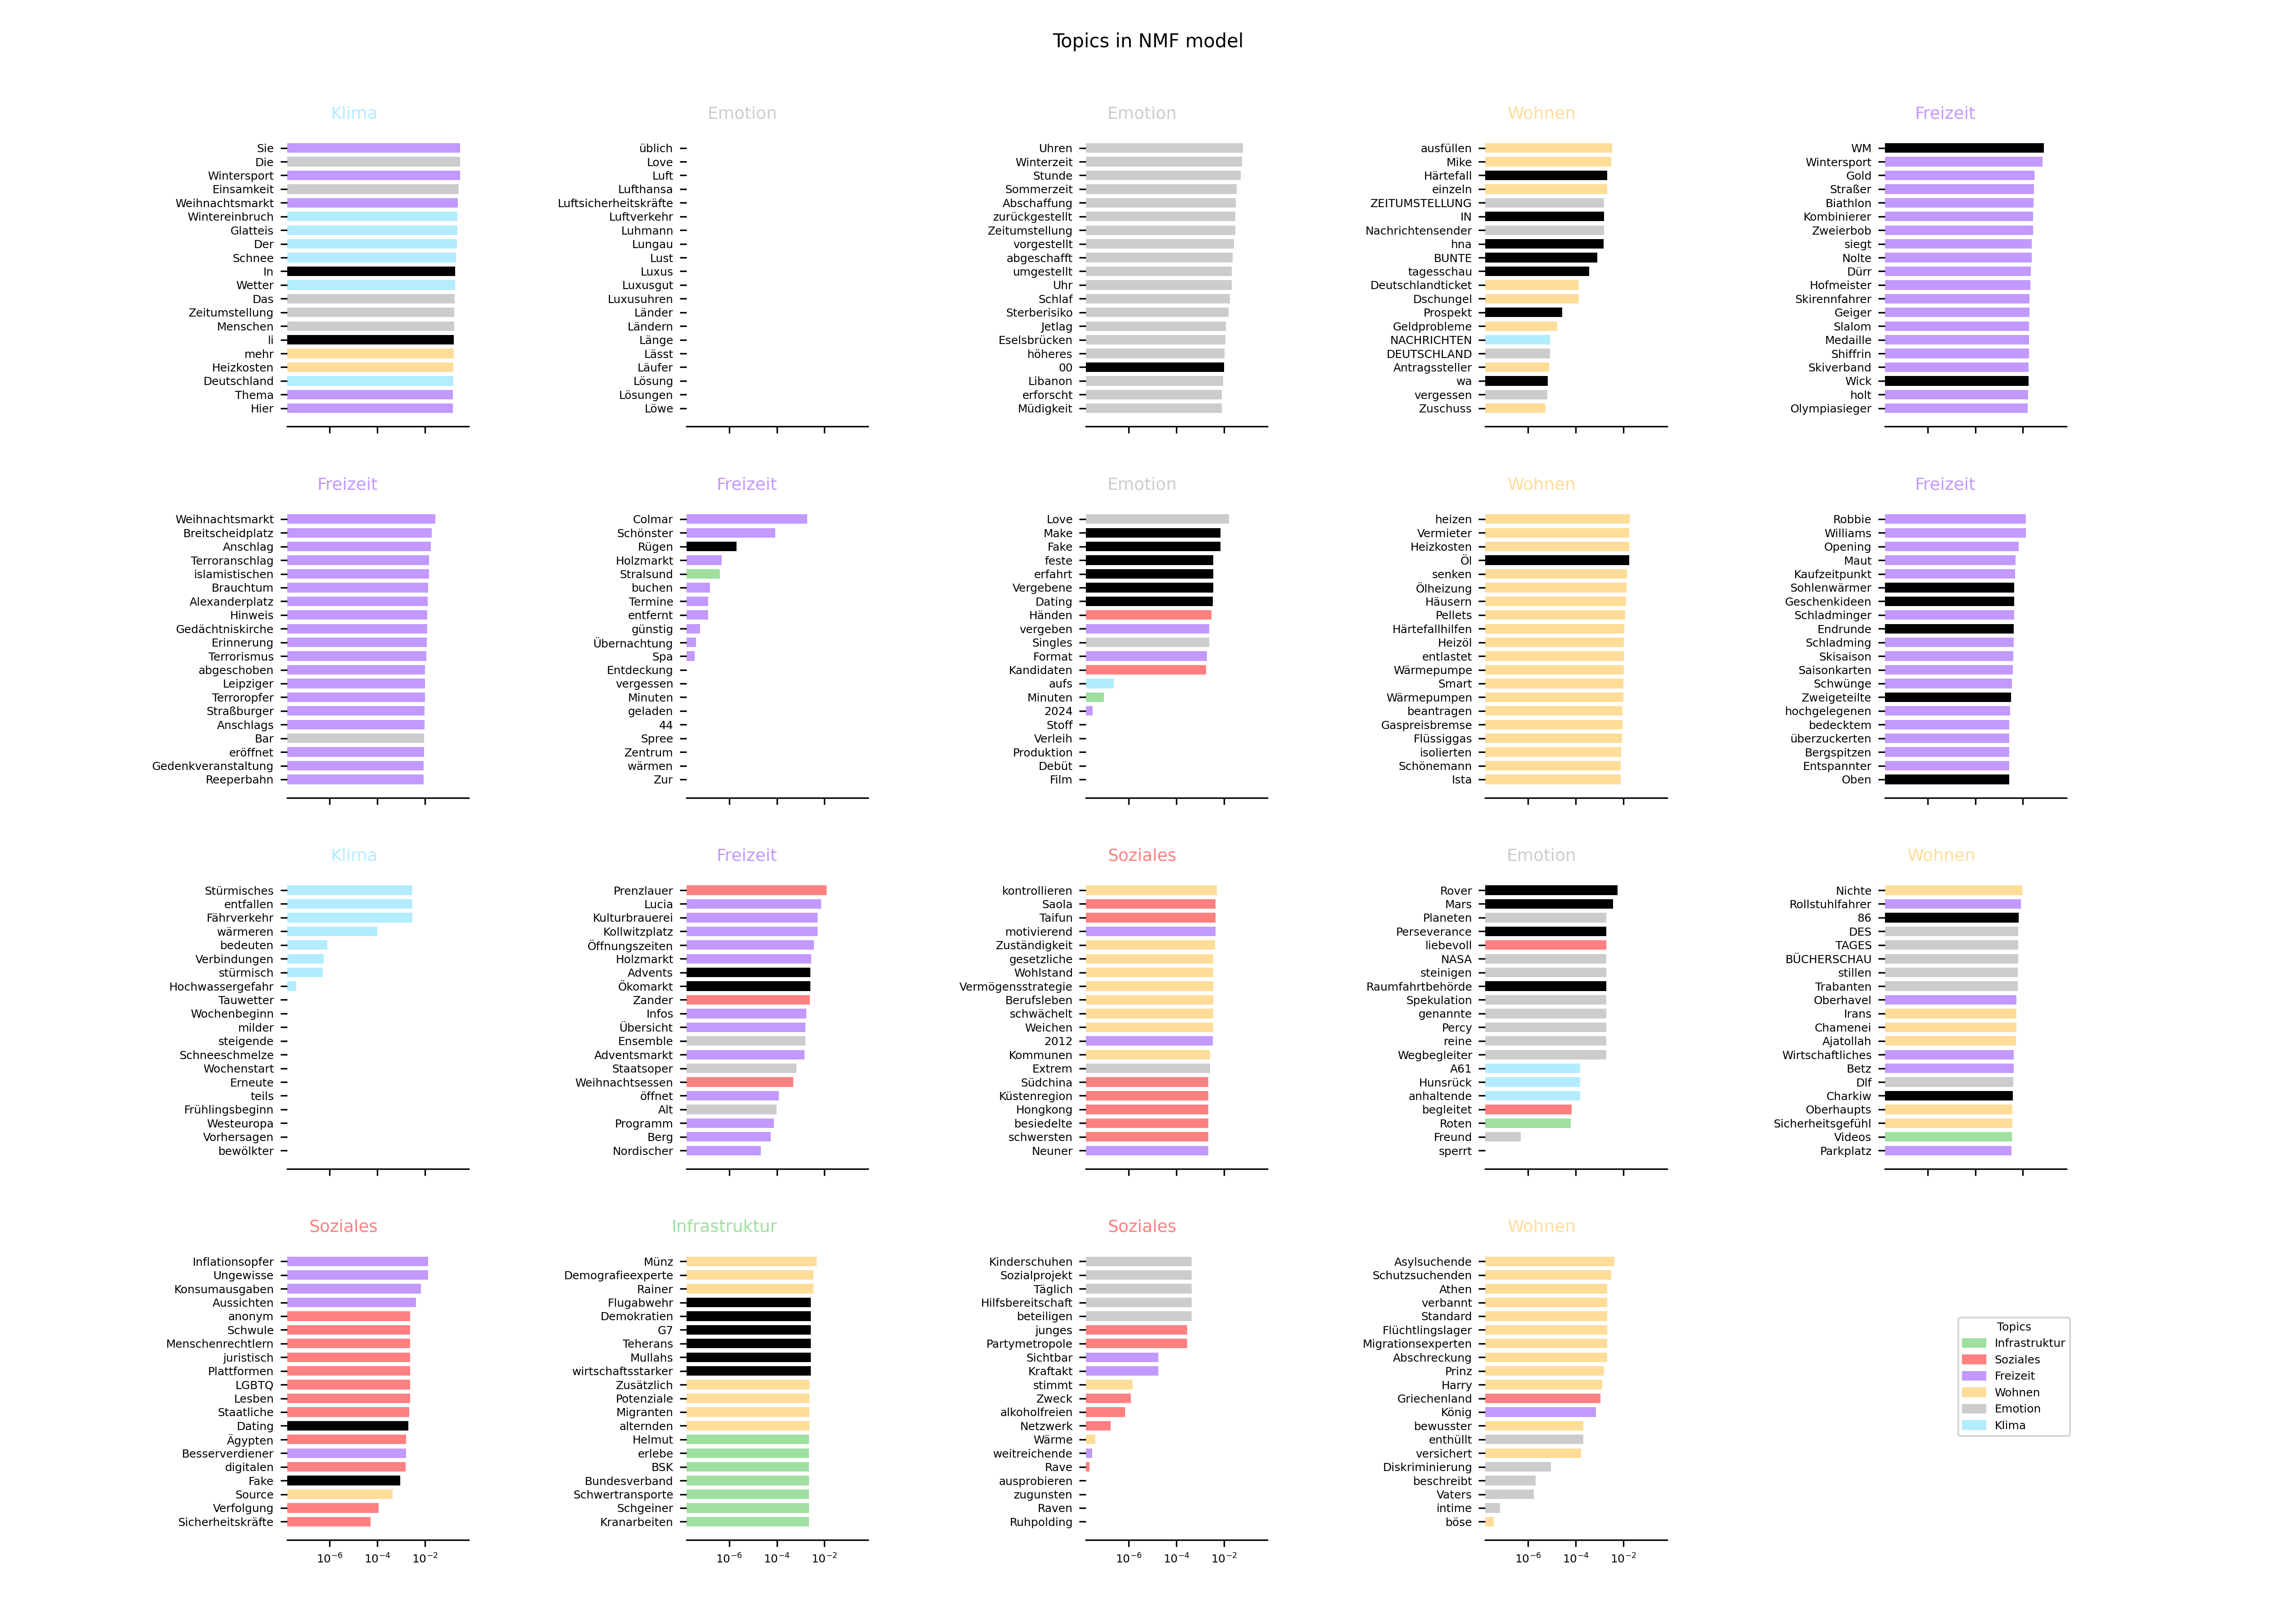 Topics in NMF model
Klima
Sie
Die
Wintersport
Einsamkeit
Weihnachtsmarkt
Wintereinbruch
Glatteis
Der
Schnee
In
Wetter
Das
Zeitumstellung
Menschen
li
mehr
Heizkosten
Deutschland
Thema
Hier
Emotion
üblich
Love
Luft
Lufthansa
Luftsicherheitskräfte
Luftverkehr
Luhmann
Lungau
Lust
Luxus
Luxusgut
Luxusuhren
Länder
Ländern
Länge
Lässt
Läufer
Lösung
Lösungen
Löwe
Emotion
Uhren
Winterzeit
Stunde
Sommerzeit
Abschaffung
zurückgestellt
Zeitumstellung
vorgestellt
abgeschafft
umgestellt
Uhr
Schlaf
Sterberisiko
Jetlag
Eselsbrücken
höheres
00
Libanon
erforscht
Müdigkeit
Wohnen
ausfüllen
Mike
Härtefall
einzeln
ZEITUMSTELLUNG
IN
Nachrichtensender
hna
BUNTE
tagesschau
Deutschlandticket
Dschungel
Prospekt
Geldprobleme
NACHRICHTEN
DEUTSCHLAND
Antragssteller
wa
vergessen
Zuschuss
Freizeit
WM
Wintersport
Gold
Straßer
Biathlon
Kombinierer
Zweierbob
siegt
Nolte
Dürr
Hofmeister
Skirennfahrer
Geiger
Slalom
Medaille
Shiffrin
Skiverband
Wick
holt
Olympiasieger
Freizeit
Weihnachtsmarkt
Breitscheidplatz
Anschlag
Terroranschlag
islamistischen
Brauchtum
Alexanderplatz
Hinweis
Gedächtniskirche
Erinnerung
Terrorismus
abgeschoben
Leipziger
Terroropfer
Straßburger
Anschlags
Bar
eröffnet
Gedenkveranstaltung
Reeperbahn
Freizeit
Colmar
Schönster
Rügen
Holzmarkt
Stralsund
buchen
Termine
entfernt
günstig
Übernachtung
Spa
Entdeckung
vergessen
Minuten
geladen
44
Spree
Zentrum
wärmen
Zur
Emotion
Love
Make
Fake
feste
erfahrt
Vergebene
Dating
Händen
vergeben
Singles
Format
Kandidaten
aufs
Minuten
2024
Stoff
Verleih
Produktion
Debüt
Film
Wohnen
heizen
Vermieter
Heizkosten
Öl
senken
Ölheizung
Häusern
Pellets
Härtefallhilfen
Heizöl
entlastet
Wärmepumpe
Smart
Wärmepumpen
beantragen
Gaspreisbremse
Flüssiggas
isolierten
Schönemann
Ista
Freizeit
Robbie
Williams
Opening
Maut
Kaufzeitpunkt
Sohlenwärmer
Geschenkideen
Schladminger
Endrunde
Schladming
Skisaison
Saisonkarten
Schwünge
Zweigeteilte
hochgelegenen
bedecktem
überzuckerten
Bergspitzen
Entspannter
Oben
Klima
Stürmisches
entfallen
Fährverkehr
wärmeren
bedeuten
Verbindungen
stürmisch
Hochwassergefahr
Tauwetter
Wochenbeginn
milder
steigende
Schneeschmelze
Wochenstart
Erneute
teils
Frühlingsbeginn
Westeuropa
Vorhersagen
bewölkter
Freizeit
Prenzlauer
Lucia
Kulturbrauerei
Kollwitzplatz
Öffnungszeiten
Holzmarkt
Advents
Ökomarkt
Zander
Infos
Übersicht
Ensemble
Adventsmarkt
Staatsoper
Weihnachtsessen
öffnet
Alt
Programm
Berg
Nordischer
Soziales
kontrollieren
Saola
Taifun
motivierend
Zuständigkeit
gesetzliche
Wohlstand
Vermögensstrategie
Berufsleben
schwächelt
Weichen
2012
Kommunen
Extrem
Südchina
Küstenregion
Hongkong
besiedelte
schwersten
Neuner
Emotion
Rover
Mars
Planeten
Perseverance
liebevoll
NASA
steinigen
Raumfahrtbehörde
Spekulation
genannte
Percy
reine
Wegbegleiter
A61
Hunsrück
anhaltende
begleitet
Roten
Freund
sperrt
Wohnen
Nichte
Rollstuhlfahrer
86
DES
TAGES
BÜCHERSCHAU
stillen
Trabanten
Oberhavel
Irans
Chamenei
Ajatollah
Wirtschaftliches
Betz
Dlf
Charkiw
Oberhaupts
Sicherheitsgefühl
Videos
Parkplatz
Soziales
Inflationsopfer
Ungewisse
Konsumausgaben
Aussichten
anonym
Schwule
Menschenrechtlern
juristisch
Plattformen
LGBTQ
Lesben
Staatliche
Dating
Ägypten
Besserverdiener
digitalen
Fake
Source
Verfolgung
Sicherheitskräfte
10⁻⁶ 10⁻⁴ 10⁻²
Infrastruktur
Münz
Demografieexperte
Rainer
Flugabwehr
Demokratien
G7
Teherans
Mullahs
wirtschaftsstarker
Zusätzlich
Potenziale
Migranten
alternden
Helmut
erlebe
BSK
Bundesverband
Schwertransporte
Schgeiner
Kranarbeiten
10⁻⁶ 10⁻⁴ 10⁻²
Soziales
Kinderschuhen
Sozialprojekt
Täglich
Hilfsbereitschaft
beteiligen
junges
Partymetropole
Sichtbar
Kraftakt
stimmt
Zweck
alkoholfreien
Netzwerk
Wärme
weitreichende
Rave
ausprobieren
zugunsten
Raven
Ruhpolding
10⁻⁶ 10⁻⁴ 10⁻²
Wohnen
Asylsuchende
Schutzsuchenden
Athen
verbannt
Standard
Flüchtlingslager
Migrationsexperten
Abschreckung
Prinz
Harry
Griechenland
König
bewusster
enthüllt
versichert
Diskriminierung
beschreibt
Vaters
intime
böse
10⁻⁶ 10⁻⁴ 10⁻²
Topics
Infrastruktur
Soziales
Freizeit
Wohnen
Emotion
Klima